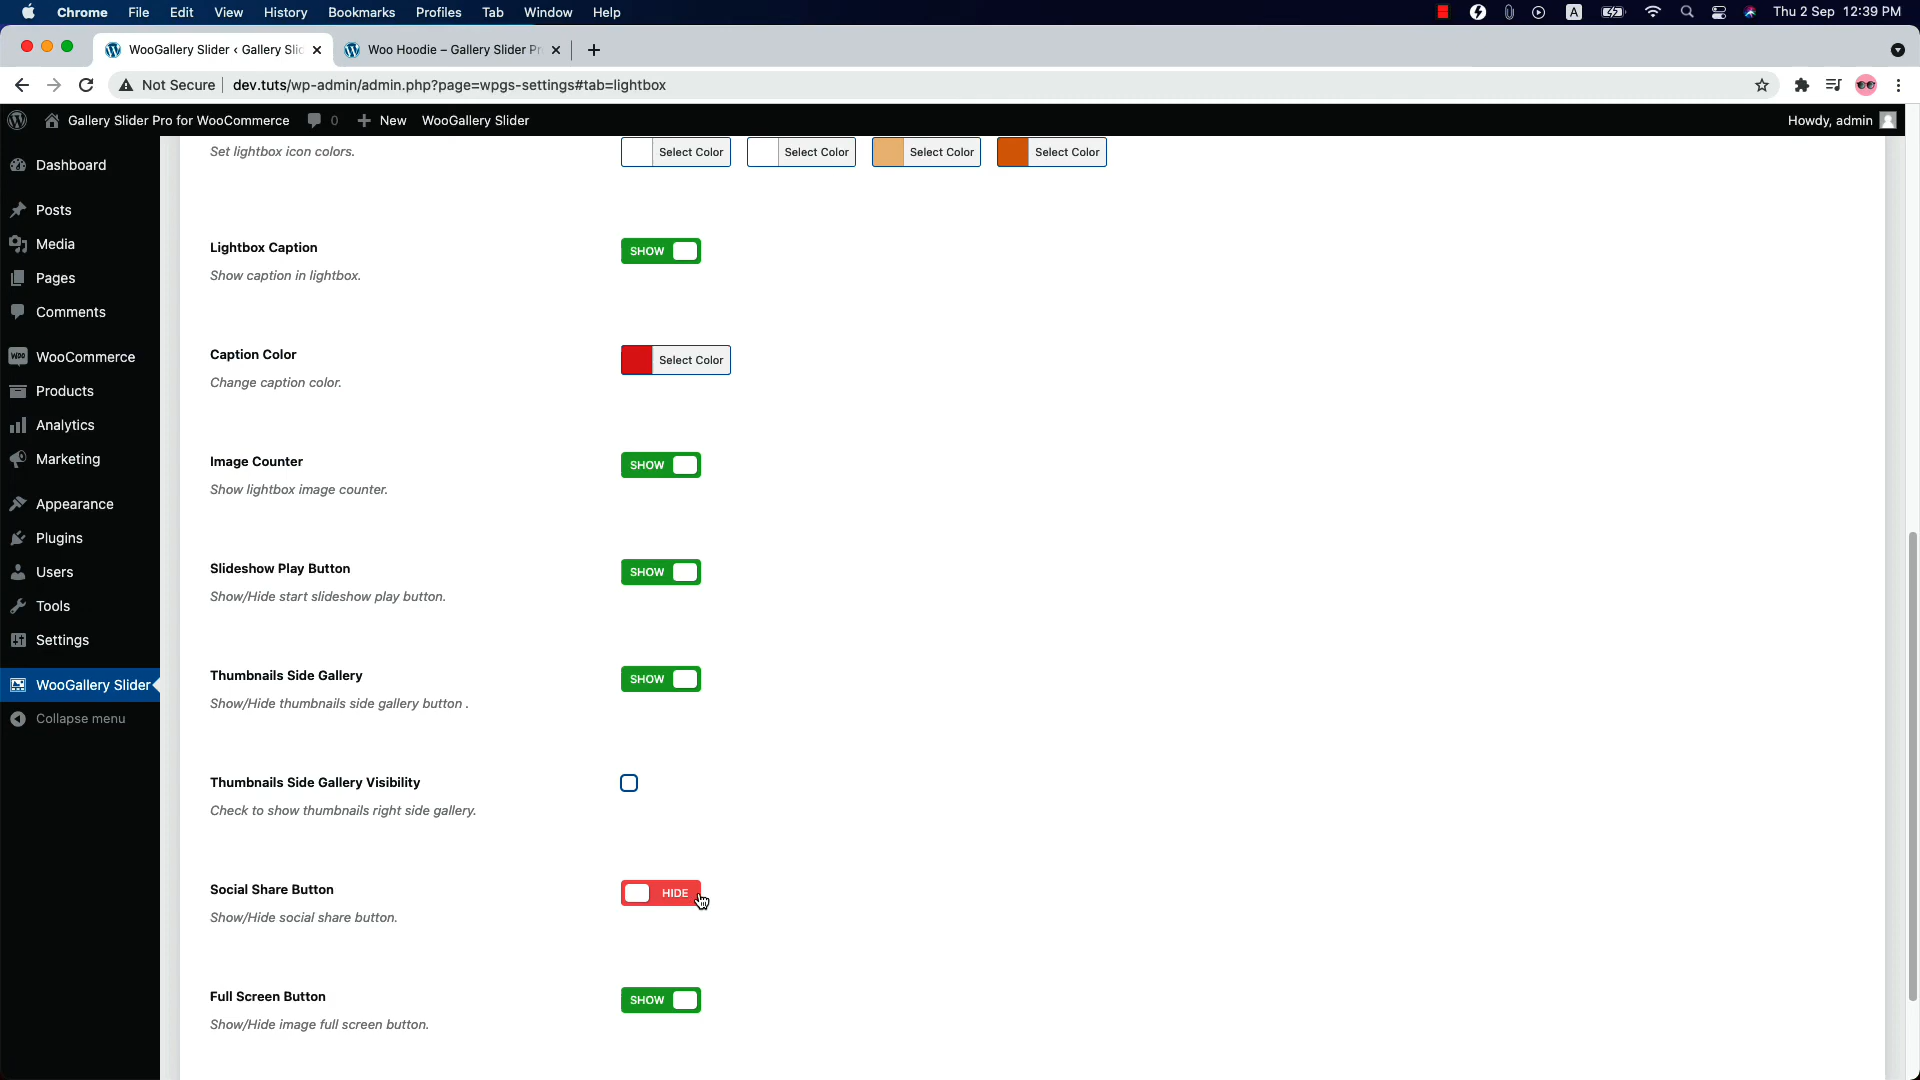 Chrome File Edit View History Bookmarks Profiles Tab Window Help A Thu 2 Sep 12:39 PM
WooGallery Slider ‹ Gallery Slic Woo Hoodie – Gallery Slider Pr
Not Secure dev.tuts/wp-admin/admin.php?page=wpgs-settings#tab=lightbox
Gallery Slider Pro for WooCommerce 0 New WooGallery Slider Howdy, admin
Dashboard
Posts
Media
Pages
Comments
WooCommerce
Products
Analytics
Marketing
Appearance
Plugins
Users
Tools
Settings
WooGallery Slider
Collapse menu
Set lightbox icon colors. Select Color Select Color Select Color Select Color
Lightbox Caption SHOW
Show caption in lightbox.
Caption Color Select Color
Change caption color.
Image Counter SHOW
Show lightbox image counter.
Slideshow Play Button SHOW
Show/Hide start slideshow play button.
Thumbnails Side Gallery SHOW
Show/Hide thumbnails side gallery button .
Thumbnails Side Gallery Visibility
Check to show thumbnails right side gallery.
Social Share Button HIDE
Show/Hide social share button.
Full Screen Button SHOW
Show/Hide image full screen button.